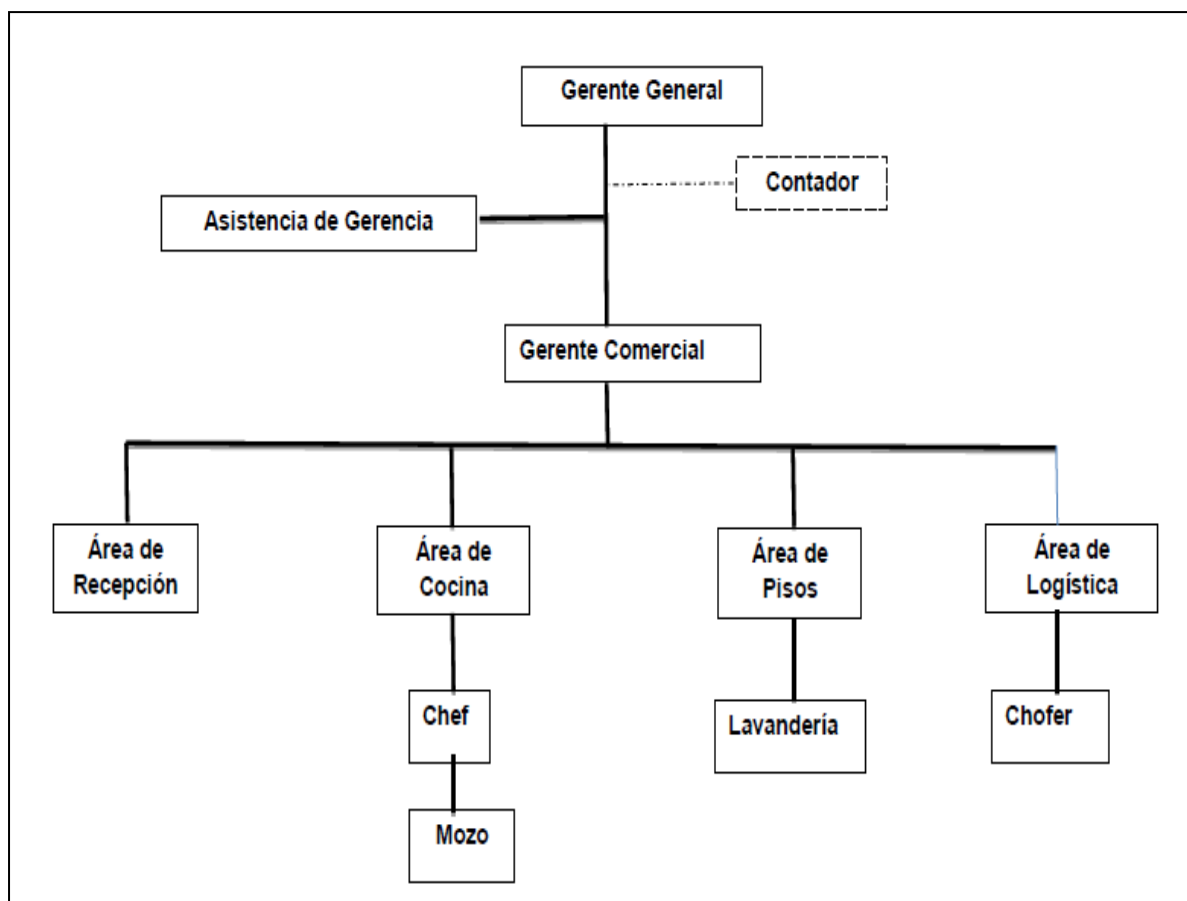 Gerente General
Contador
Asistencia de Gerencia
Gerente Comercial
Área de
Recepción
Área de
Cocina
Área de
Pisos
Área de
Logística
Chef
Lavandería
Chofer
Mozo